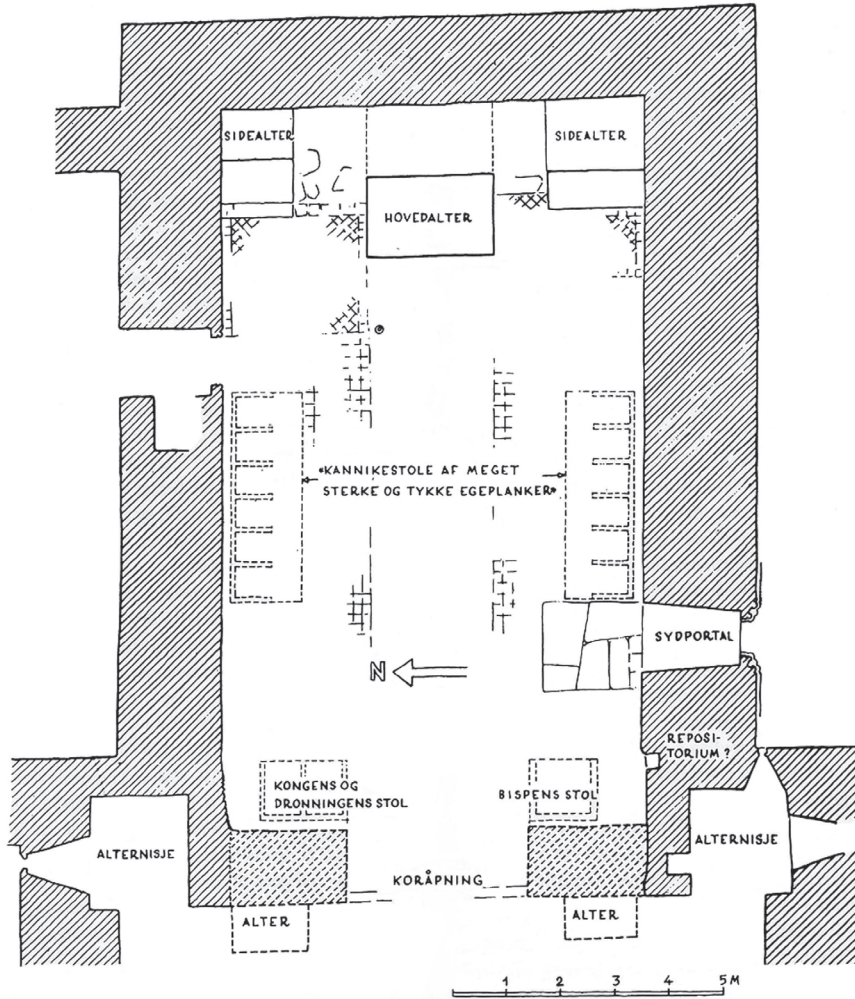 SIDEALTER
SIDEALTER
HOVEDALTER
"KANNIKESTOLE AF MEGET
STERKE OG TYKKE EGEPLANKER"
SYDPORTAL
N
REPOSI-
TORIUM?
KONGENS OG
DRONNINGENS STOL
BISPENS STOL
ALTERNISJE
ALTERNISJE
KORÅPNING
ALTER
ALTER
1 2 3 4 5 M